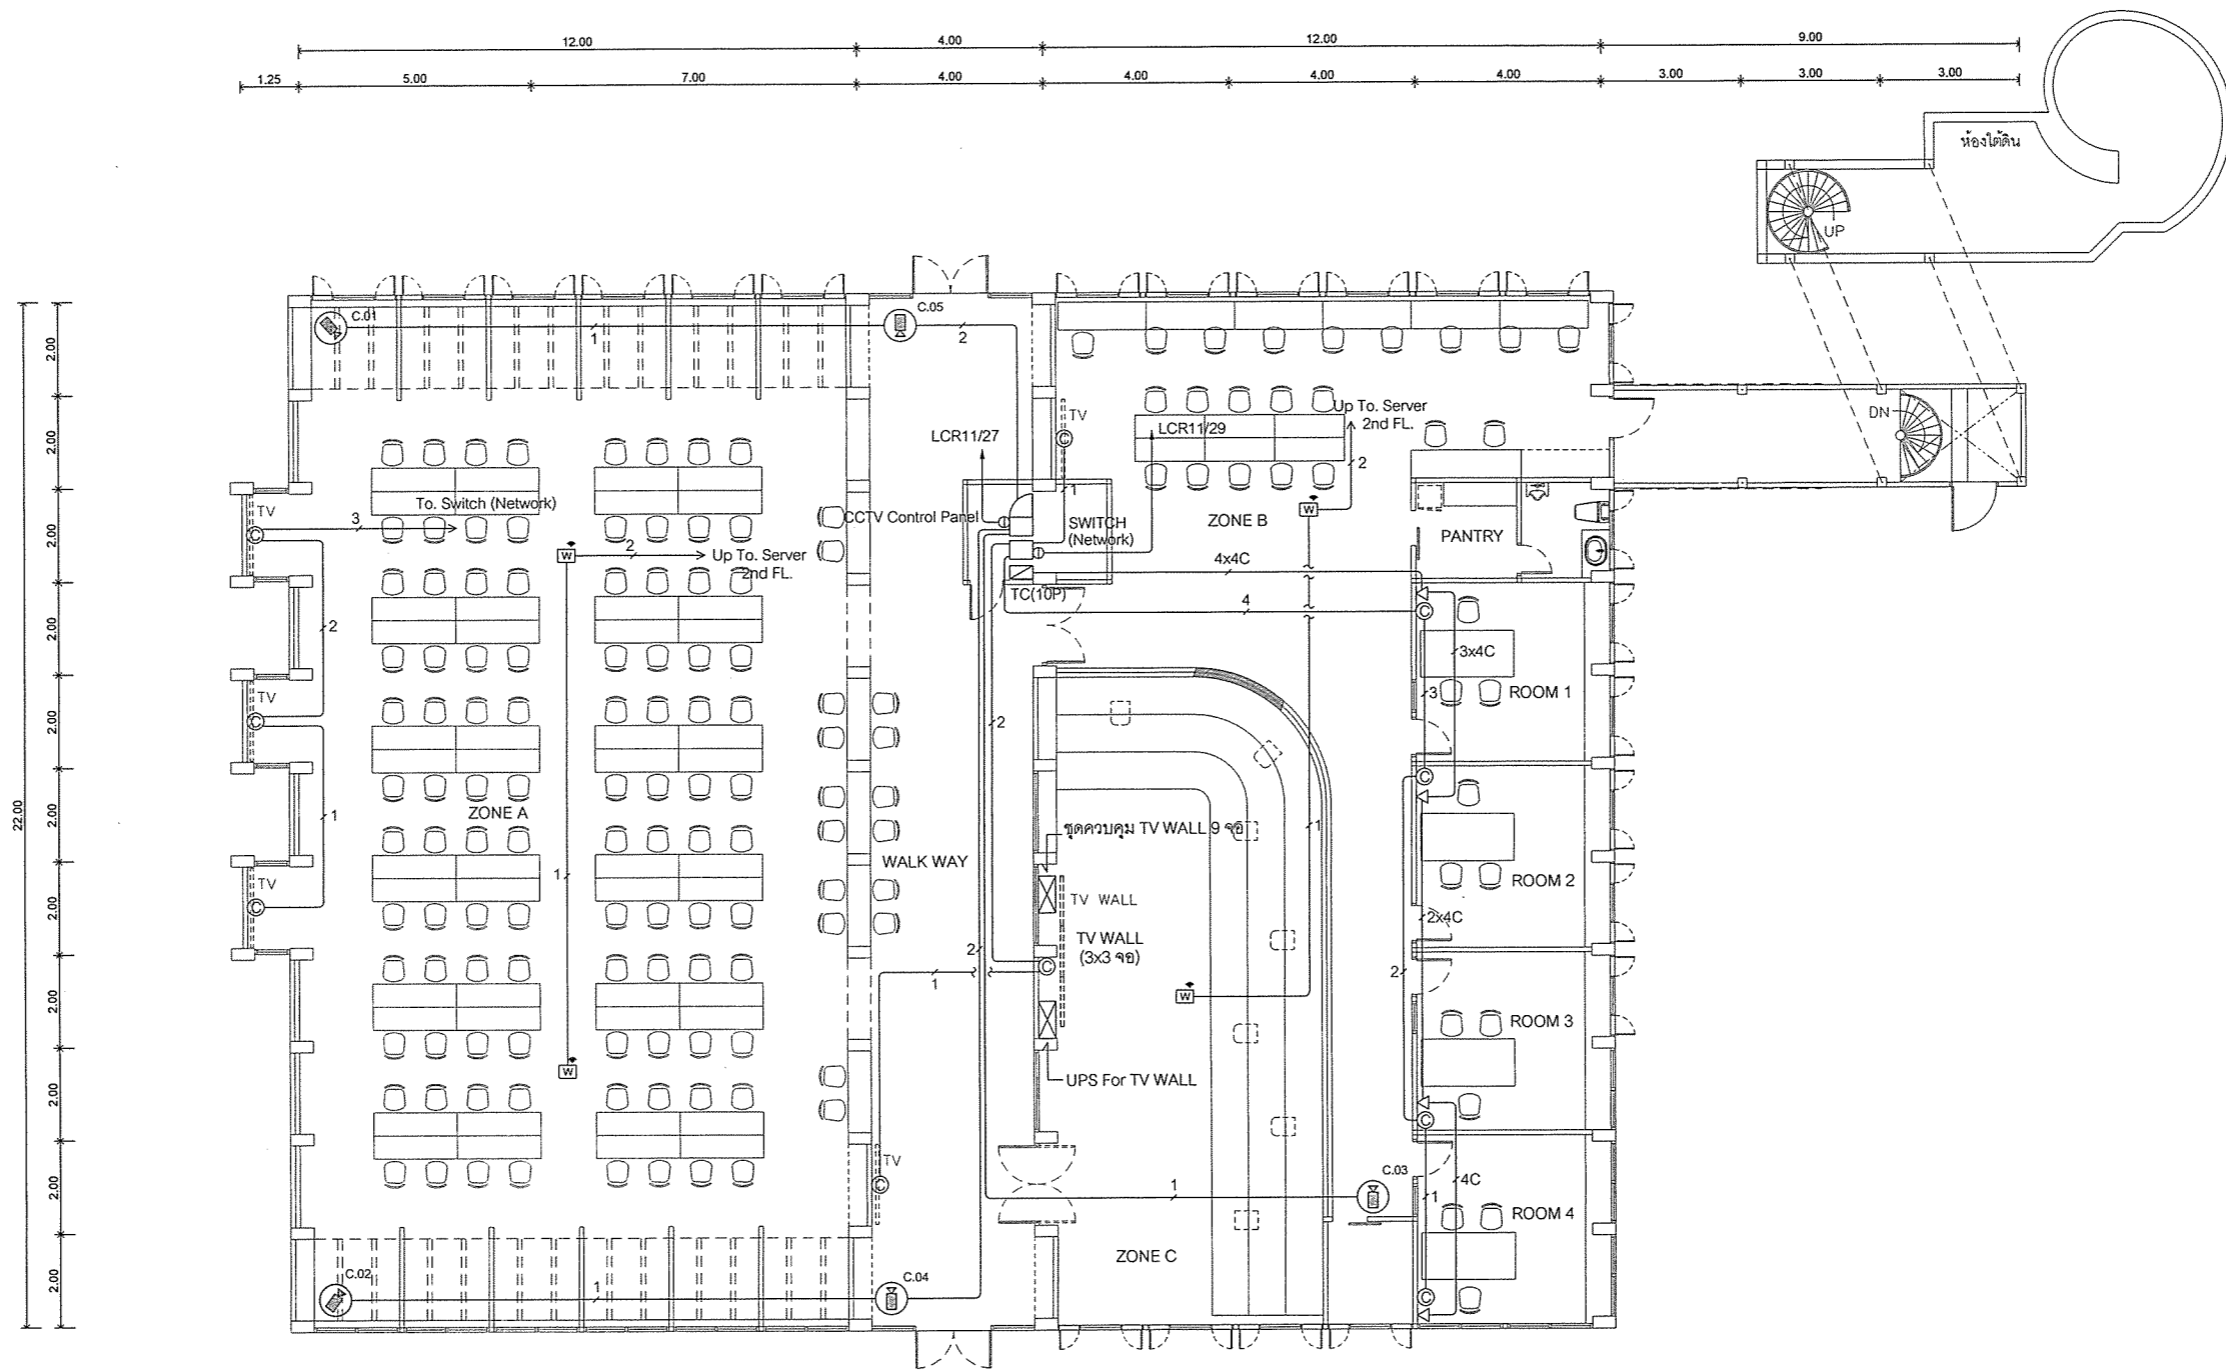 12.00 4.00 12.00 9.00
1.25 5.00 7.00 4.00 4.00 4.00 4.00 4.00 3.00 3.00 3.00
ห้องใต้ดิน
UP
C.01
C.05
1
2
2.00
2.00
2.00
2.00
2.00
2.00
2.00
2.00
2.00
2.00
2.00
22.00
DN
TV
Up To. Server
2nd FL.
LCR11/27
LCR11/29
2
1
TV
To. Switch (Network)
3
CCTV Control Panel
SWITCH
(Network)
ZONE B
W
PANTRY
W
2
Up To. Server
2nd FL.
C
4x4C
TC(10P)
4
C
2
3x4C
TV
C
3
ROOM 1
2
C
1
ZONE A
ชุดควบคุม TV WALL 9 จอ
1
WALK WAY
1
TV
C
TV WALL
ROOM 2
2x4C
TV WALL
(3x3 จอ)
2
1
C
2
W
ROOM 3
W
UPS For TV WALL
C
TV
C
C.03
1
4C
1
ROOM 4
ZONE C
C.02
C.04
1
C